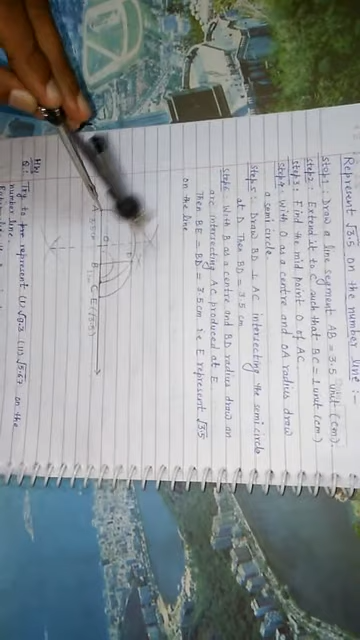 Represent √3.5 on the number line :-
step 1: Draw a line segment AB = 3.5 unit (cm).
step 2: Extend it to C such that BC = 1 unit (cm)
step 3: Find the mid point O of AC
step 4: With O as a centre and OA radius draw
a semi circle.
step 5: Draw BD ⊥ AC intersecting the semicircle
at D. Then BD = √3.5 cm
step 6: With B as a centre and BD radius draw an
arc intersecting AC produced at E.
Then BE = BD = √3.5 cm i.e E represent √3.5
on the line
A O B C E (√3.5)
D
Q: Try to represent (i) √9.3 (ii) √5.67 on the
number line.